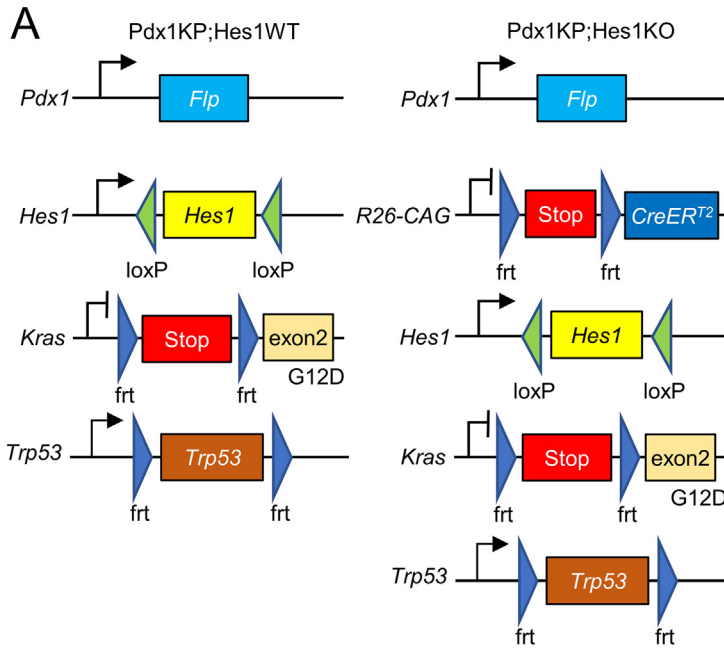 A
Pdx1KP;Hes1WT
Pdx1 Flp
Hes1 Hes1
loxP loxP
Kras Stop exon2
frt frt G12D
Trp53 Trp53
frt frt
Pdx1KP;Hes1KO
Pdx1 Flp
R26-CAG Stop CreERT2
frt frt
Hes1 Hes1
loxP loxP
Kras Stop exon2
frt frt G12D
Trp53 Trp53
frt frt